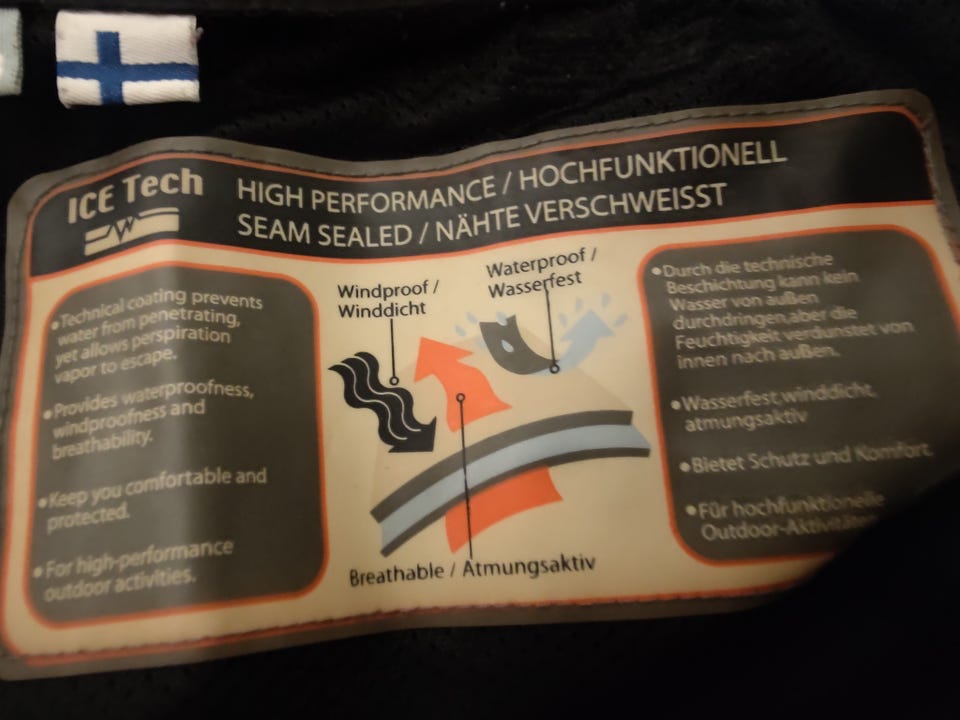 ICE Tech
HIGH PERFORMANCE / HOCHFUNKTIONELL
SEAM SEALED / NÄHTE VERSCHWEISST
•Technical coating prevents
water from penetrating,
yet allows perspiration
vapor to escape.
•Provides waterproofness,
windproofness and
breathability.
•Keep you comfortable and
protected.
•For high-performance
outdoor activities.
Windproof /
Winddicht
Waterproof /
Wasserfest
Breathable / Atmungsaktiv
•Durch die technische
Beschichtung kann kein
Wasser von außen
durchdringen,aber die
Feuchtigkeit verdunstet von
innen nach außen.
•Wasserfest,winddicht,
atmungsaktiv
•Bietet Schutz und Komfort.
•Für hochfunktionelle
Outdoor-Aktivitäten